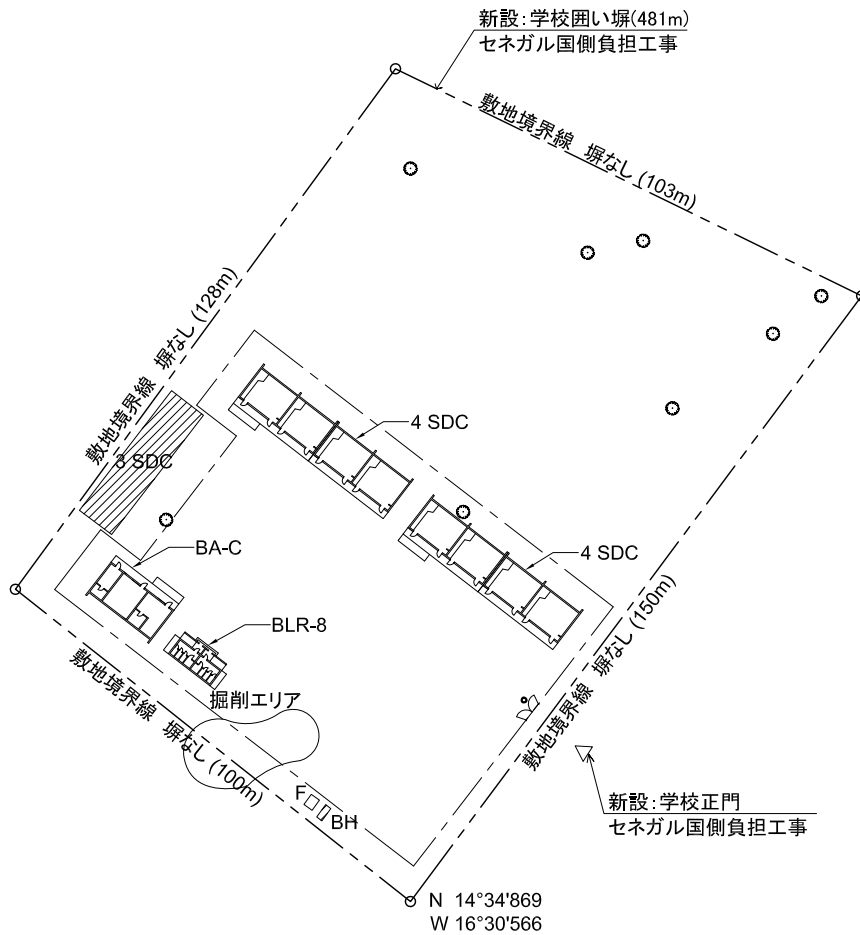 新設:学校囲い塀(481m)
セネガル国側負担工事
敷地境界線 塀なし (103m)
敷地境界線 塀なし (128m)
4 SDC
3 SDC
4 SDC
BA-C
BLR-8
敷地境界線 塀なし (150m)
掘削エリア
敷地境界線 塀なし (100m)
F
BH
新設:学校正門
セネガル国側負担工事
N 14°34'869
W 16°30'566